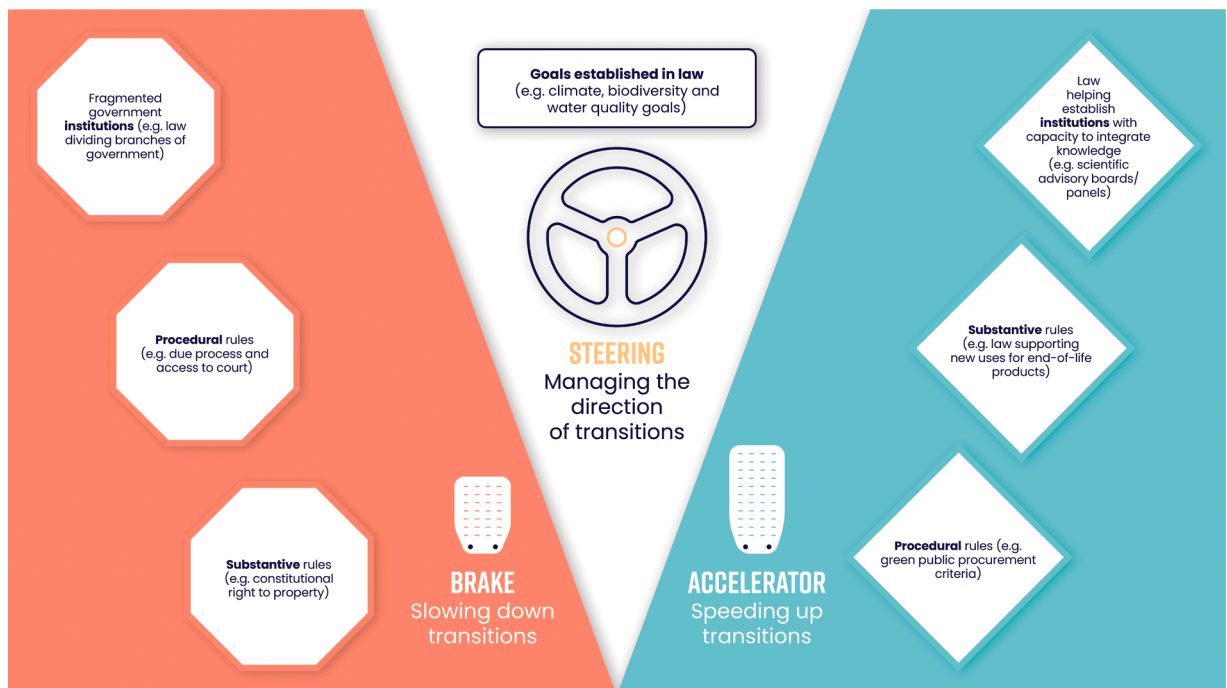 Fragmented
government
institutions (e.g. law
dividing branches of
government)
Procedural rules
(e.g. due process and
access to court)
Substantive rules
(e.g. constitutional
right to property)
BRAKE
Slowing down
transitions
Goals established in law
(e.g. climate, biodiversity and
water quality goals)
STEERING
Managing the
direction
of transitions
ACCELERATOR
Speeding up
transitions
Law
helping
establish
institutions with
capacity to integrate
knowledge
(e.g. scientific
advisory boards/
panels)
Substantive rules
(e.g. law supporting
new uses for end-of-life
products)
Procedural rules (e.g.
green public procurement
criteria)